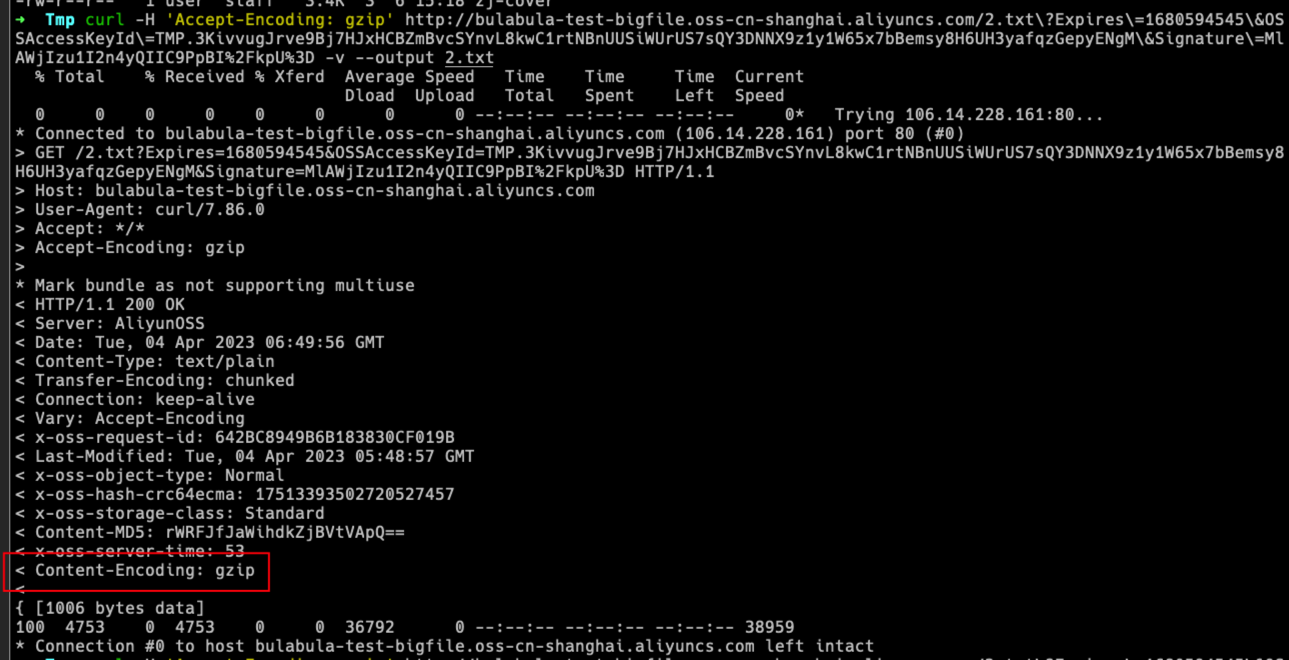 -rw-r--r--   1 user  staff   3.4K  3  6 15:18 zj-cover
➜  Tmp curl -H 'Accept-Encoding: gzip' http://bulabula-test-bigfile.oss-cn-shanghai.aliyuncs.com/2.txt\?Expires\=1680594545\&OS
SAccessKeyId\=TMP.3KivvugJrve9Bj7HJxHCBZmBvcSYnvL8kwC1rtNBnUUSiWUrUS7sQY3DNNX9z1y1W65x7bBemsy8H6UH3yafqzGepyENgM\&Signature\=Ml
AWjIzu1I2n4yQIIC9PpBI%2FkpU%3D -v --output 2.txt
  % Total    % Received % Xferd  Average Speed   Time    Time     Time  Current
                                 Dload  Upload   Total   Spent    Left  Speed
  0     0    0     0    0     0      0      0 --:--:-- --:--:-- --:--:--     0*   Trying 106.14.228.161:80...
* Connected to bulabula-test-bigfile.oss-cn-shanghai.aliyuncs.com (106.14.228.161) port 80 (#0)
> GET /2.txt?Expires=1680594545&OSSAccessKeyId=TMP.3KivvugJrve9Bj7HJxHCBZmBvcSYnvL8kwC1rtNBnUUSiWUrUS7sQY3DNNX9z1y1W65x7bBemsy8
H6UH3yafqzGepyENgM&Signature=MlAWjIzu1I2n4yQIIC9PpBI%2FkpU%3D HTTP/1.1
> Host: bulabula-test-bigfile.oss-cn-shanghai.aliyuncs.com
> User-Agent: curl/7.86.0
> Accept: */*
> Accept-Encoding: gzip
>
* Mark bundle as not supporting multiuse
< HTTP/1.1 200 OK
< Server: AliyunOSS
< Date: Tue, 04 Apr 2023 06:49:56 GMT
< Content-Type: text/plain
< Transfer-Encoding: chunked
< Connection: keep-alive
< Vary: Accept-Encoding
< x-oss-request-id: 642BC8949B6B183830CF019B
< Last-Modified: Tue, 04 Apr 2023 05:48:57 GMT
< x-oss-object-type: Normal
< x-oss-hash-crc64ecma: 17513393502720527457
< x-oss-storage-class: Standard
< Content-MD5: rWRFJfJaWihdkZjBVtVApQ==
< x-oss-server-time: 53
< Content-Encoding: gzip
<
{ [1006 bytes data]
100  4753    0  4753    0     0  36792      0 --:--:-- --:--:-- --:--:-- 38959
* Connection #0 to host bulabula-test-bigfile.oss-cn-shanghai.aliyuncs.com left intact